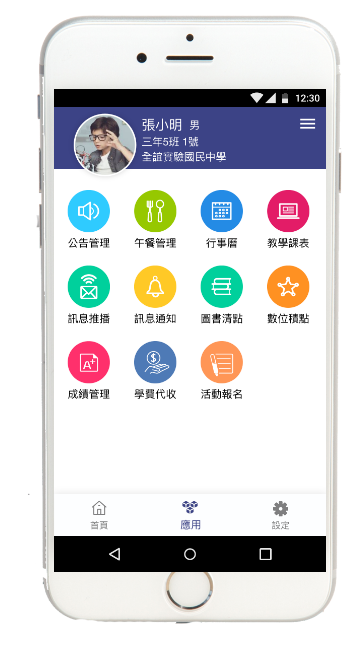 12:30
張小明 男
三年5班 1號
全誼實驗國民中學
公告管理 午餐管理 行事曆 教學課表
訊息推播 訊息通知 圖書清點 數位積點
A+
成績管理 學費代收 活動報名
首頁 應用 設定